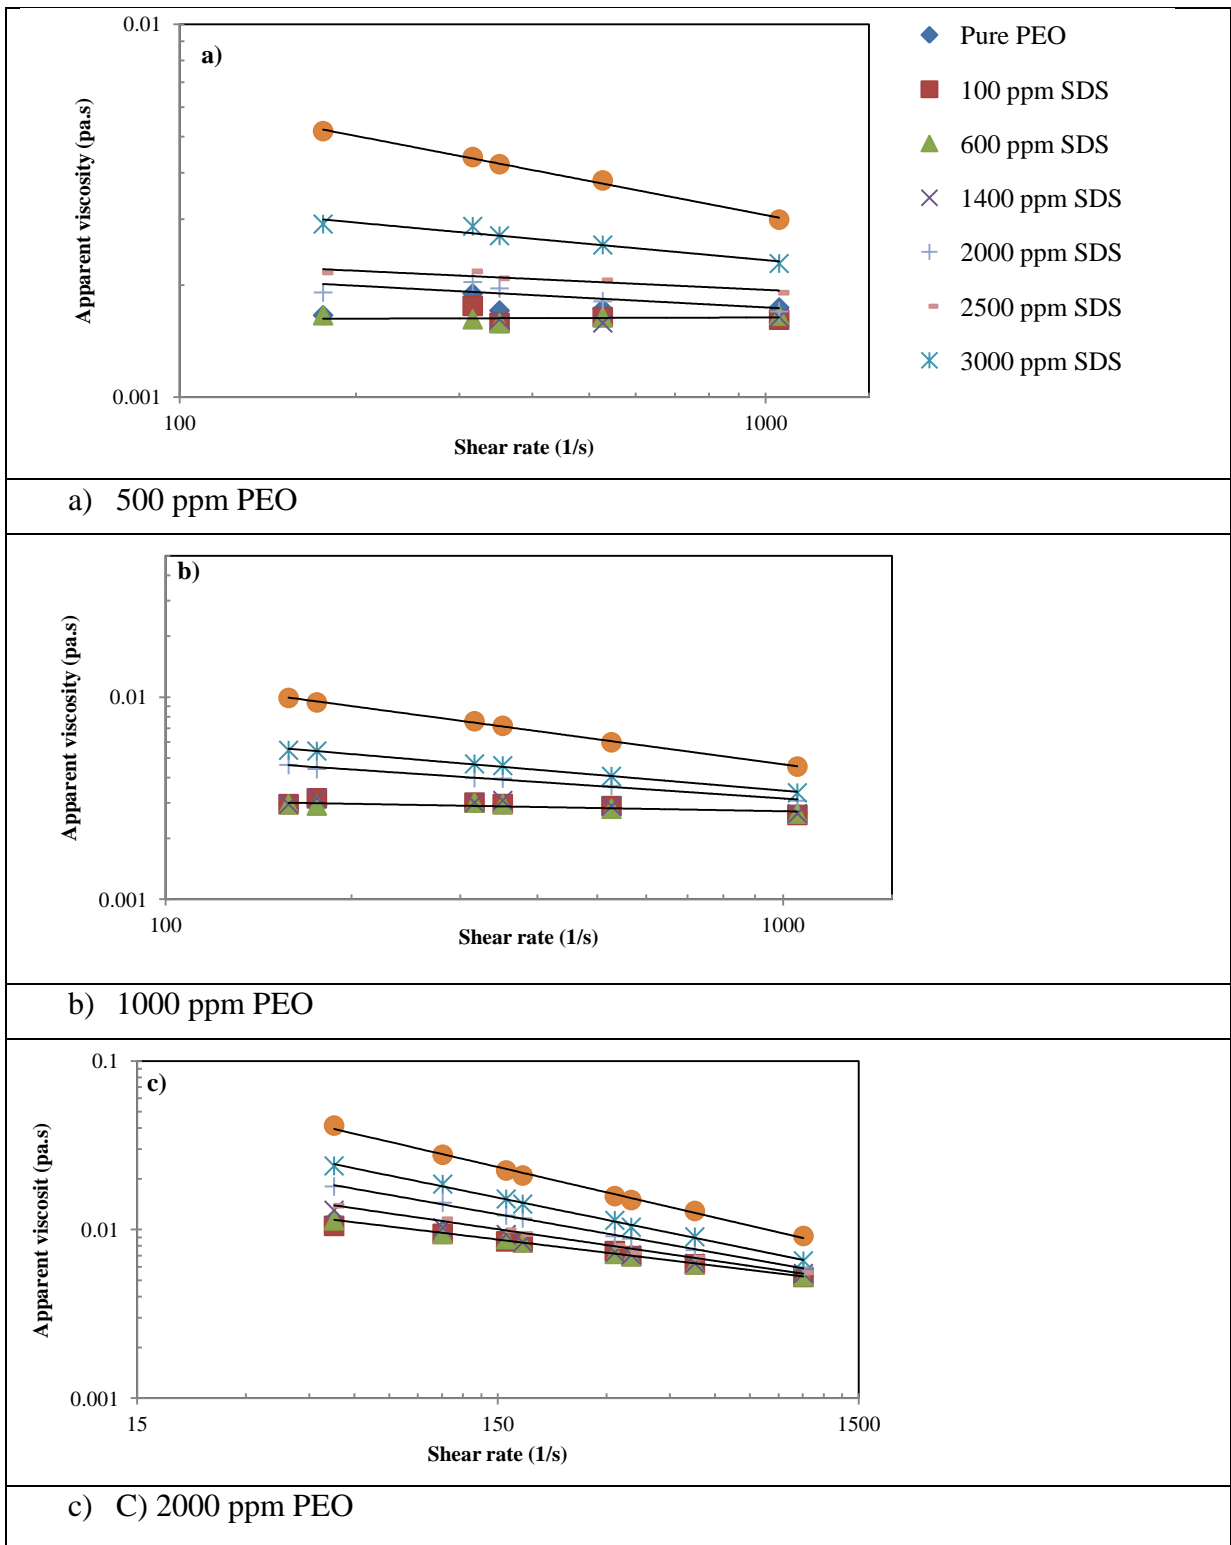 0.01
a)
Apparent viscosity (pa.s)
0.001
100
1000
Shear rate (1/s)
Pure PEO
100 ppm SDS
600 ppm SDS
1400 ppm SDS
2000 ppm SDS
2500 ppm SDS
3000 ppm SDS
a) 500 ppm PEO
b)
Apparent viscosity (pa.s)
0.01
0.001
100
1000
Shear rate (1/s)
b) 1000 ppm PEO
0.1
c)
Apparent viscosit (pa.s)
0.01
0.001
15
150
1500
Shear rate (1/s)
c) C) 2000 ppm PEO